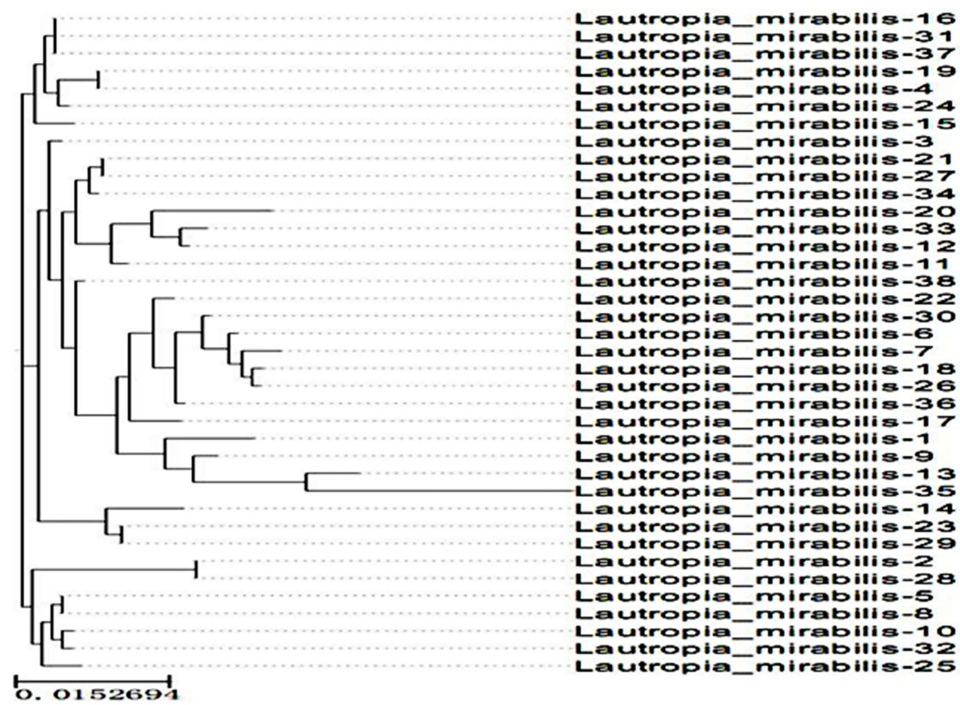 Lautropia_mirabilis-16
Lautropia_mirabilis-31
Lautropia_mirabilis-37
Lautropia_mirabilis-19
Lautropia_mirabilis-4
Lautropia_mirabilis-24
Lautropia_mirabilis-15
Lautropia_mirabilis-3
Lautropia_mirabilis-21
Lautropia_mirabilis-27
Lautropia_mirabilis-34
Lautropia_mirabilis-20
Lautropia_mirabilis-33
Lautropia_mirabilis-12
Lautropia_mirabilis-11
Lautropia_mirabilis-38
Lautropia_mirabilis-22
Lautropia_mirabilis-30
Lautropia_mirabilis-6
Lautropia_mirabilis-7
Lautropia_mirabilis-18
Lautropia_mirabilis-26
Lautropia_mirabilis-36
Lautropia_mirabilis-17
Lautropia_mirabilis-1
Lautropia_mirabilis-9
Lautropia_mirabilis-13
Lautropia_mirabilis-35
Lautropia_mirabilis-14
Lautropia_mirabilis-23
Lautropia_mirabilis-29
Lautropia_mirabilis-2
Lautropia_mirabilis-28
Lautropia_mirabilis-5
Lautropia_mirabilis-8
Lautropia_mirabilis-10
Lautropia_mirabilis-32
Lautropia_mirabilis-25
0.0152694